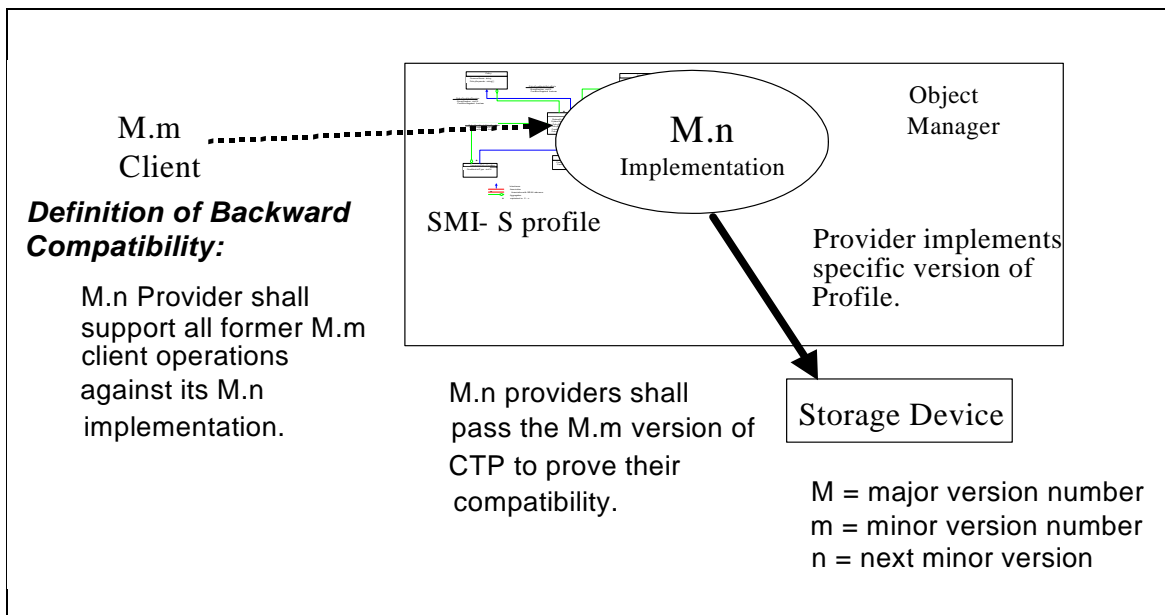 M.m
Client
Definition of Backward
Compatibility:
M.n Provider shall
support all former M.m
client operations
against its M.n
implementation.
M.n
Implementation
Object
Manager
SMI- S profile
Provider implements
specific version of
Profile.
M.n providers shall
pass the M.m version of
CTP to prove their
compatibility.
Storage Device
M = major version number
m = minor version number
n = next minor version